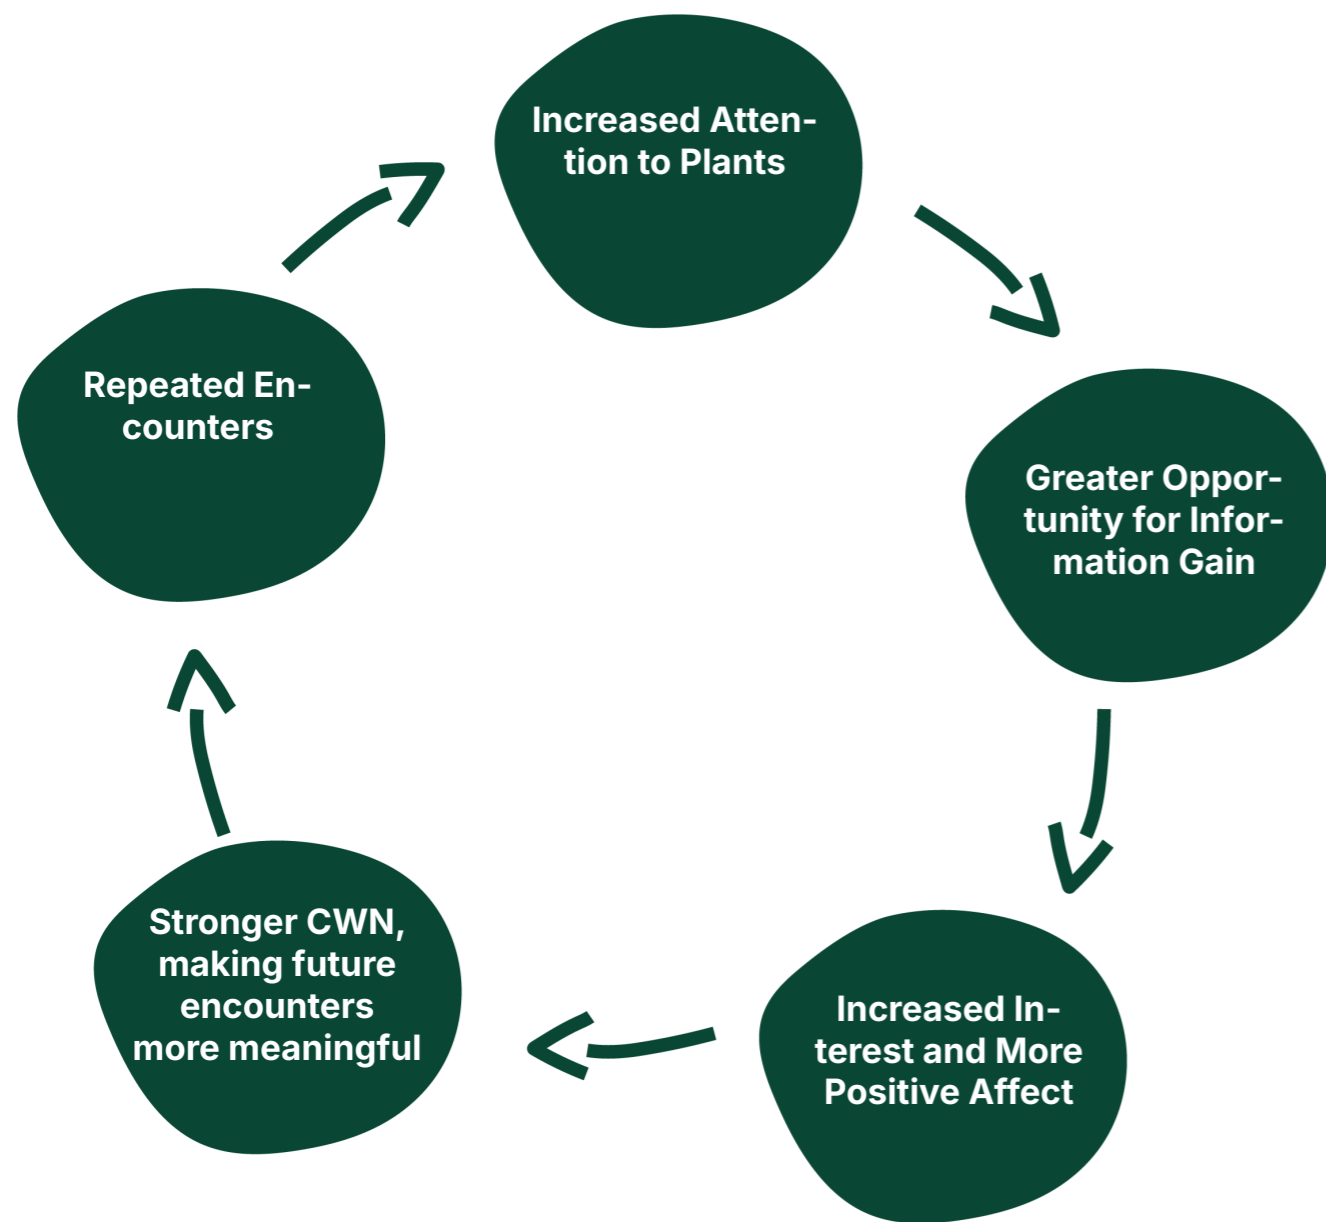 Increased Atten-
tion to Plants
Greater Oppor-
tunity for Infor-
mation Gain
Increased In-
terest and More
Positive Affect
Stronger CWN,
making future
encounters
more meaningful
Repeated En-
counters